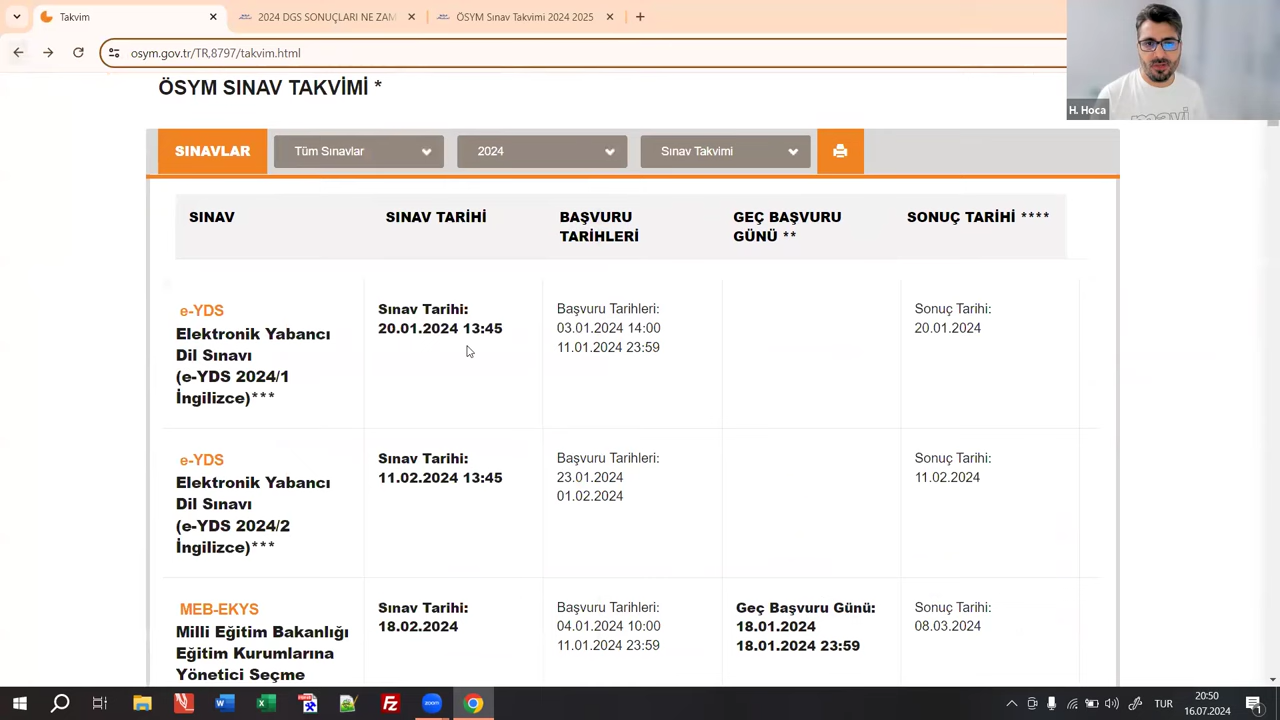 Takvim
2024 DGS SONUÇLARI NE ZAM
ÖSYM Sınav Takvimi 2024 2025
osym.gov.tr/TR,8797/takvim.html
H. Hoca
mavi
ÖSYM SINAV TAKVİMİ *
SINAVLAR
Tüm Sınavlar
2024
Sınav Takvimi
SINAV
SINAV TARİHİ
BAŞVURU
TARİHLERİ
GEÇ BAŞVURU
GÜNÜ **
SONUÇ TARİHİ ****
e-YDS
Elektronik Yabancı
Dil Sınavı
(e-YDS 2024/1
İngilizce)***
Sınav Tarihi:
20.01.2024 13:45
Başvuru Tarihleri:
03.01.2024 14:00
11.01.2024 23:59
Sonuç Tarihi:
20.01.2024
e-YDS
Elektronik Yabancı
Dil Sınavı
(e-YDS 2024/2
İngilizce)***
Sınav Tarihi:
11.02.2024 13:45
Başvuru Tarihleri:
23.01.2024
01.02.2024
Sonuç Tarihi:
11.02.2024
MEB-EKYS
Milli Eğitim Bakanlığı
Eğitim Kurumlarına
Yönetici Seçme
Sınav Tarihi:
18.02.2024
Başvuru Tarihleri:
04.01.2024 10:00
11.01.2024 23:59
Geç Başvuru Günü:
18.01.2024
18.01.2024 23:59
Sonuç Tarihi:
08.03.2024
zoom
TUR
20:50
16.07.2024